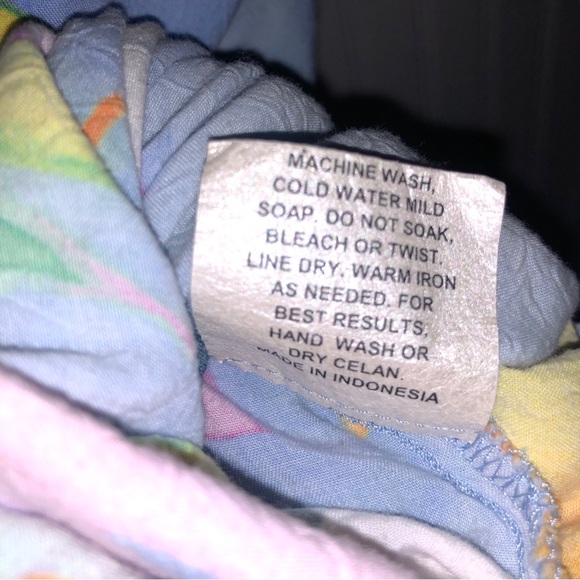 MACHINE WASH,
COLD WATER MILD
SOAP. DO NOT SOAK,
BLEACH OR TWIST.
LINE DRY. WARM IRON
AS NEEDED. FOR
BEST RESULTS,
HAND WASH OR
DRY CELAN.
MADE IN INDONESIA